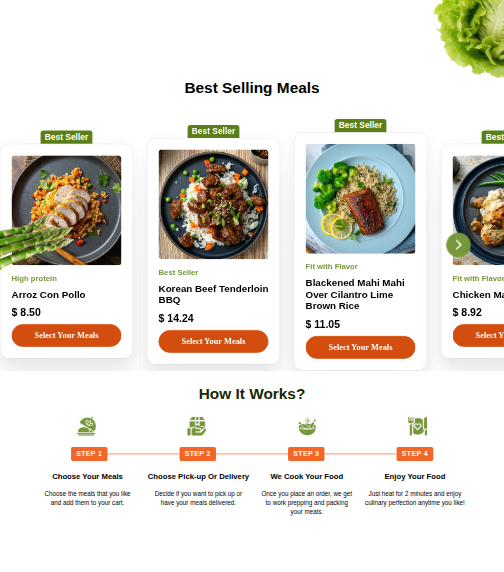 Best Selling Meals
Best Seller
High protein
Arroz Con Pollo
$ 8.50
Select Your Meals
Best Seller
Best Seller
Korean Beef Tenderloin
BBQ
$ 14.24
Select Your Meals
Best Seller
Fit with Flavor
Blackened Mahi Mahi
Over Cilantro Lime
Brown Rice
$ 11.05
Select Your Meals
Best
Fit with Flavor
Chicken
$ 8.92
Select
How It Works?
STEP 1
Choose Your Meals
Choose the meals that you like
and add them to your cart.
STEP 2
Choose Pick-up Or Delivery
Decide if you want to pick up or
have your meals delivered.
STEP 3
We Cook Your Food
Once you place an order, we get
to work prepping and packing
your meals.
STEP 4
Enjoy Your Food
Just heat for 2 minutes and enjoy
culinary perfection anytime you like!